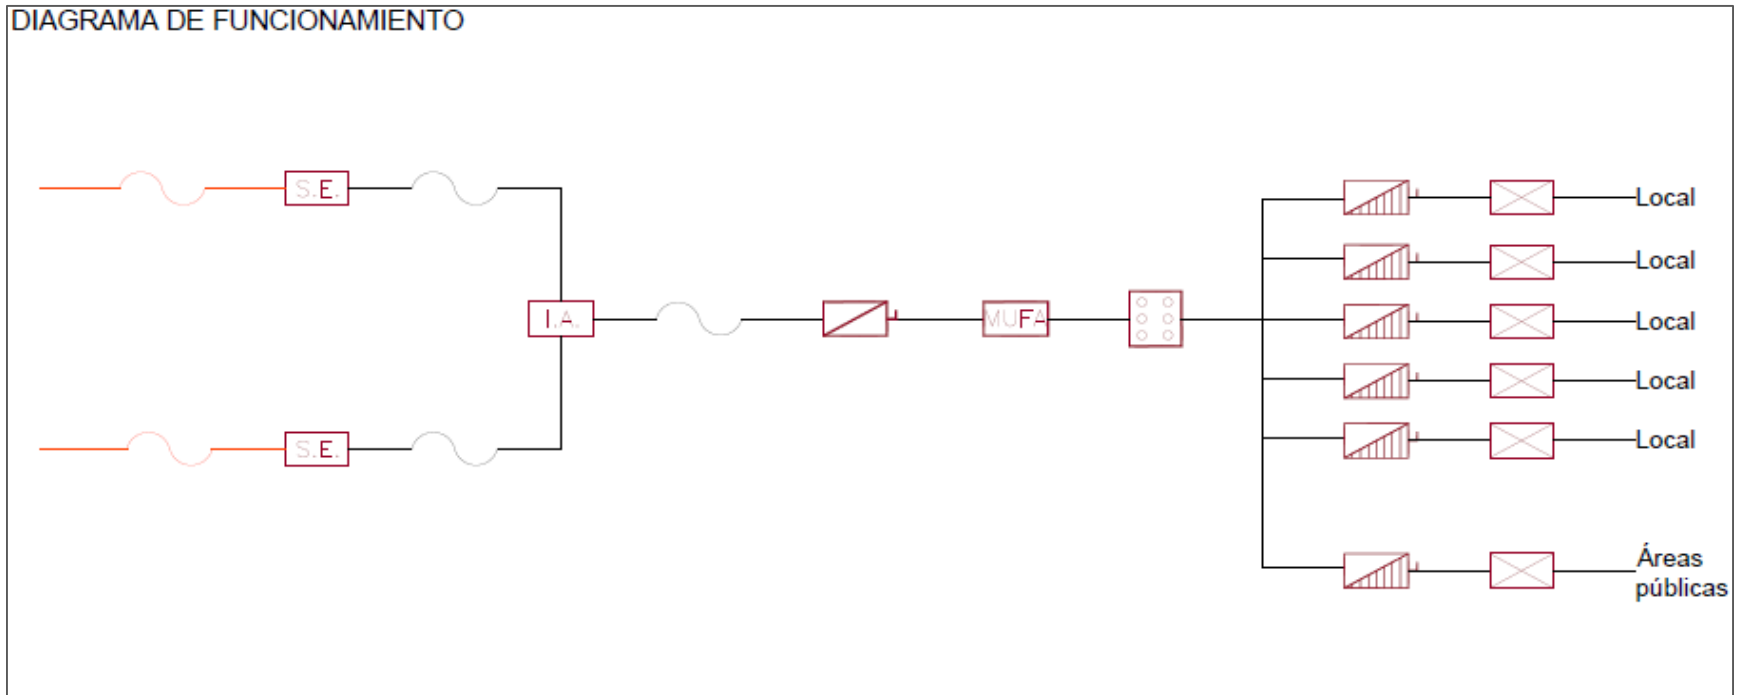 DIAGRAMA DE FUNCIONAMIENTO
S.E.
I.A.
MUFA
S.E.
Local
Local
Local
Local
Local
Áreas
públicas